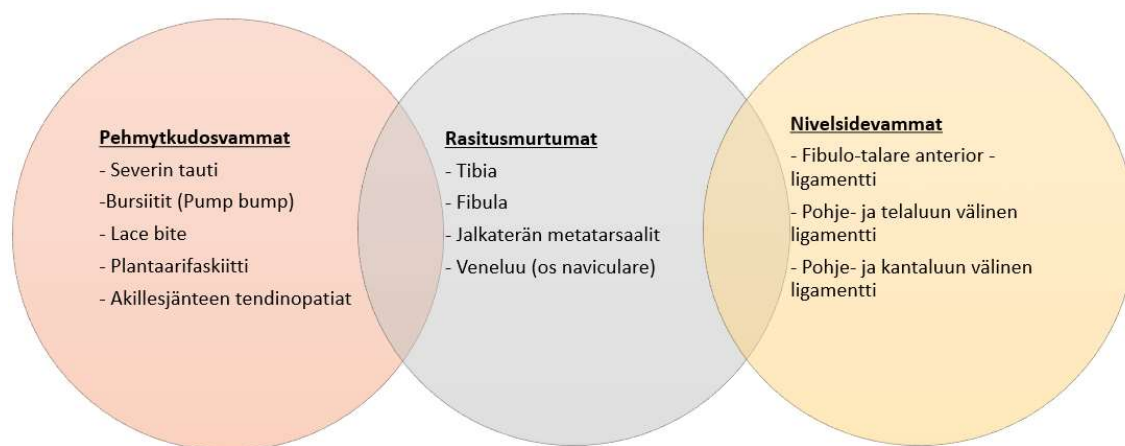 Pehmytkudosvammat
- Severin tauti
-Bursiitit (Pump bump)
- Lace bite
- Plantaarifaskiitti
- Akillesjänteen tendinopatiat
Rasitusmurtumat
- Tibia
- Fibula
- Jalkaterän metatarsaalit
- Veneluu (os naviculare)
Nivelsidevammat
- Fibulo-talare anterior -
ligamentti
- Pohje- ja telaluun välinen
ligamentti
- Pohje- ja kantaluun välinen
ligamentti